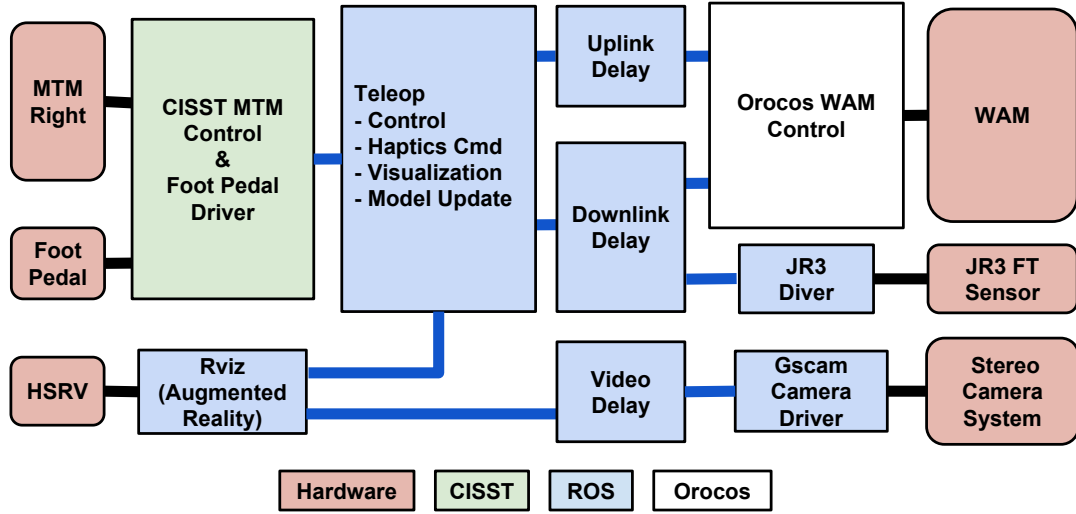 MTM
Right
CISST MTM
Control
&
Foot Pedal
Driver
Foot
Pedal
Teleop
- Control
- Haptics Cmd
- Visualization
- Model Update
Uplink
Delay
Downlink
Delay
Orocos WAM
Control
WAM
JR3
Diver
JR3 FT
Sensor
HSRV
Rviz
(Augmented
Reality)
Video
Delay
Gscam
Camera
Driver
Stereo
Camera
System
Hardware
CISST
ROS
Orocos